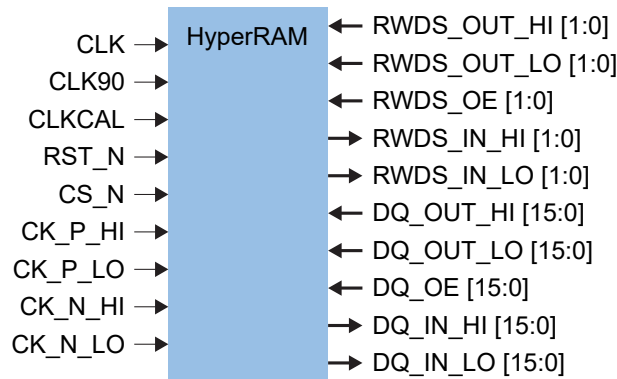 HyperRAM
CLK
CLK90
CLKCAL
RST_N
CS_N
CK_P_HI
CK_P_LO
CK_N_HI
CK_N_LO
RWDS_OUT_HI [1:0]
RWDS_OUT_LO [1:0]
RWDS_OE [1:0]
RWDS_IN_HI [1:0]
RWDS_IN_LO [1:0]
DQ_OUT_HI [15:0]
DQ_OUT_LO [15:0]
DQ_OE [15:0]
DQ_IN_HI [15:0]
DQ_IN_LO [15:0]